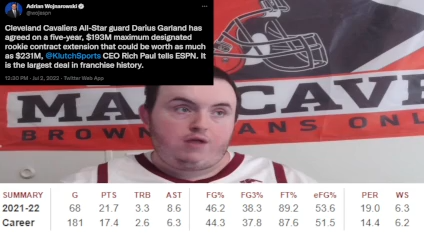 Adrian Wojnarowski
@wojespn
Cleveland Cavaliers All-Star guard Darius Garland has
agreed on a five-year, $193M maximum designated
rookie contract extension that could be worth as much
as $231M, @KlutchSports CEO Rich Paul tells ESPN. It
is the largest deal in franchise history.
12:30 PM · Jul 2, 2022 · Twitter Web App
MA CAVE
BROWN ANS ONLY
SUMMARY G PTS TRB AST FG% FG3% FT% eFG% PER WS
2021-22 68 21.7 3.3 8.6 46.2 38.3 89.2 53.6 19.0 6.3
Career 181 17.4 2.6 6.3 44.3 37.8 87.6 51.5 14.4 6.2